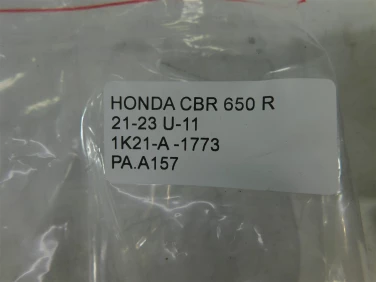 HONDA CBR 650 R
21-23 U-11
1K21-A -1773
PA.A157